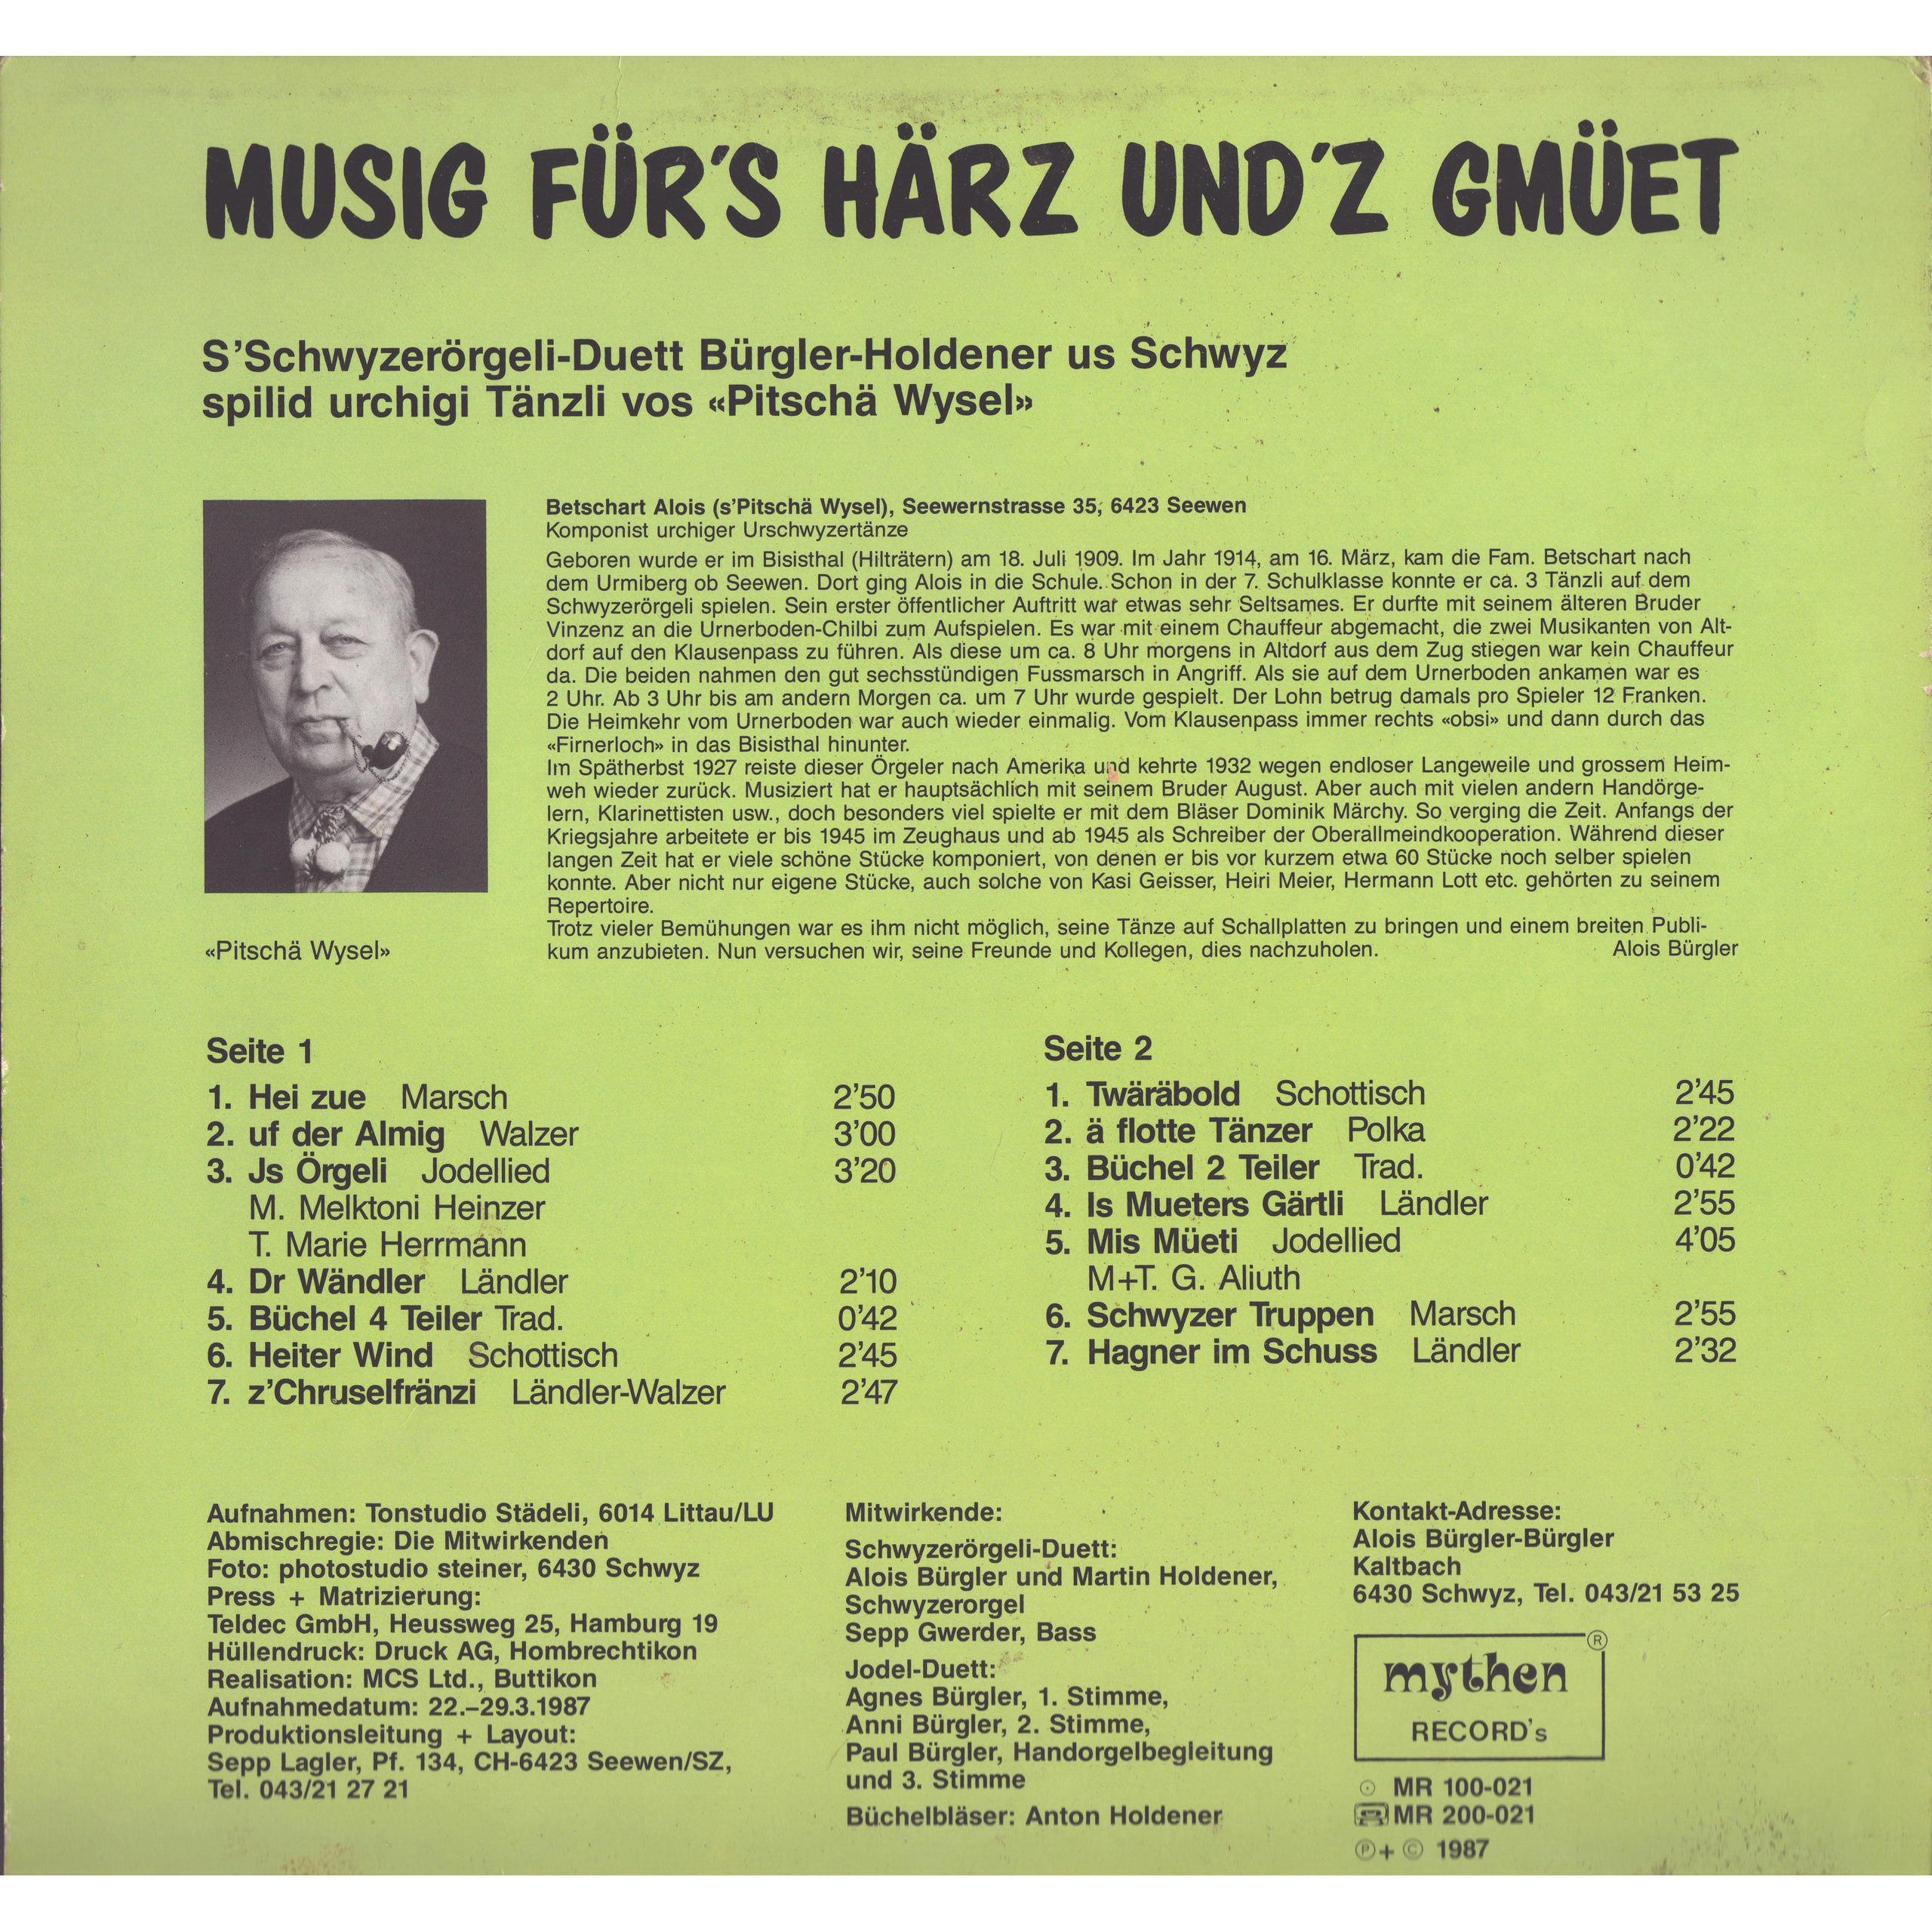 MUSIG FÜR'S HÄRZ UND'Z GMÜET
S'Schwyzerörgeli-Duett Bürgler-Holdener us Schwyz
spilid urchigi Tänzli vos «Pitschä Wysel»
Betschart Alois (s'Pitschä Wysel), Seewernstrasse 35, 6423 Seewen
Komponist urchiger Urschwyzertänze
Geboren wurde er im Bisisthal (Hilträtern) am 18. Juli 1909. Im Jahr 1914, am 16. März, kam die Fam. Betschart nach
dem Urmiberg ob Seewen. Dort ging Alois in die Schule. Schon in der 7. Schulklasse konnte er ca. 3 Tänzli auf dem
Schwyzerörgeli spielen. Sein erster öffentlicher Auftritt war etwas sehr Seltsames. Er durfte mit seinem älteren Bruder
Vinzenz an die Urnerboden-Chilbi zum Aufspielen. Es war mit einem Chauffeur abgemacht, die zwei Musikanten von Alt-
dorf auf den Klausenpass zu führen. Als diese um ca. 8 Uhr morgens in Altdorf aus dem Zug stiegen war kein Chauffeur
da. Die beiden nahmen den gut sechsstündigen Fussmarsch in Angriff. Als sie auf dem Urnerboden ankamen war es
2 Uhr. Ab 3 Uhr bis am andern Morgen ca. um 7 Uhr wurde gespielt. Der Lohn betrug damals pro Spieler 12 Franken.
Die Heimkehr vom Urnerboden war auch wieder einmalig. Vom Klausenpass immer rechts «obsi» und dann durch das
«Firnerloch» in das Bisisthal hinunter.
Im Spätherbst 1927 reiste dieser Örgeler nach Amerika und kehrte 1932 wegen endloser Langeweile und grossem Heim-
weh wieder zurück. Musiziert hat er hauptsächlich mit seinem Bruder August. Aber auch mit vielen andern Handörge-
lern, Klarinettisten usw., doch besonders viel spielte er mit dem Bläser Dominik Märchy. So verging die Zeit. Anfangs der
Kriegsjahre arbeitete er bis 1945 im Zeughaus und ab 1945 als Schreiber der Oberallmeindkooperation. Während dieser
langen Zeit hat er viele schöne Stücke komponiert, von denen er bis vor kurzem etwa 60 Stücke noch selber spielen
konnte. Aber nicht nur eigene Stücke, auch solche von Kasi Geisser, Heiri Meier, Hermann Lott etc. gehörten zu seinem
Repertoire.
Trotz vieler Bemühungen war es ihm nicht möglich, seine Tänze auf Schallplatten zu bringen und einem breiten Publi-
kum anzubieten. Nun versuchen wir, seine Freunde und Kollegen, dies nachzuholen. Alois Bürgler
«Pitschä Wysel»
Seite 1
1. Hei zue Marsch 2'50
2. uf der Almig Walzer 3'00
3. Js Örgeli Jodellied 3'20
M. Melktoni Heinzer
T. Marie Herrmann
4. Dr Wändler Ländler 2'10
5. Büchel 4 Teiler Trad. 0'42
6. Heiter Wind Schottisch 2'45
7. z'Chruselfränzi Ländler-Walzer 2'47
Seite 2
1. Twäräbold Schottisch 2'45
2. ä flotte Tänzer Polka 2'22
3. Büchel 2 Teiler Trad. 0'42
4. Is Mueters Gärtli Ländler 2'55
5. Mis Müeti Jodellied 4'05
M+T. G. Aliuth
6. Schwyzer Truppen Marsch 2'55
7. Hagner im Schuss Ländler 2'32
Aufnahmen: Tonstudio Städeli, 6014 Littau/LU
Abmischregie: Die Mitwirkenden
Foto: photostudio steiner, 6430 Schwyz
Press + Matrizierung:
Teldec GmbH, Heussweg 25, Hamburg 19
Hüllendruck: Druck AG, Hombrechtikon
Realisation: MCS Ltd., Buttikon
Aufnahmedatum: 22.–29.3.1987
Produktionsleitung + Layout:
Sepp Lagler, Pf. 134, CH-6423 Seewen/SZ,
Tel. 043/21 27 21
Mitwirkende:
Schwyzerörgeli-Duett:
Alois Bürgler und Martin Holdener,
Schwyzerorgel
Sepp Gwerder, Bass
Jodel-Duett:
Agnes Bürgler, 1. Stimme,
Anni Bürgler, 2. Stimme,
Paul Bürgler, Handorgelbegleitung
und 3. Stimme
Büchelbläser: Anton Holdener
Kontakt-Adresse:
Alois Bürgler-Bürgler
Kaltbach
6430 Schwyz, Tel. 043/21 53 25
®
mythen
RECORD's
MR 100-021
MR 200-021
Ⓟ+© 1987